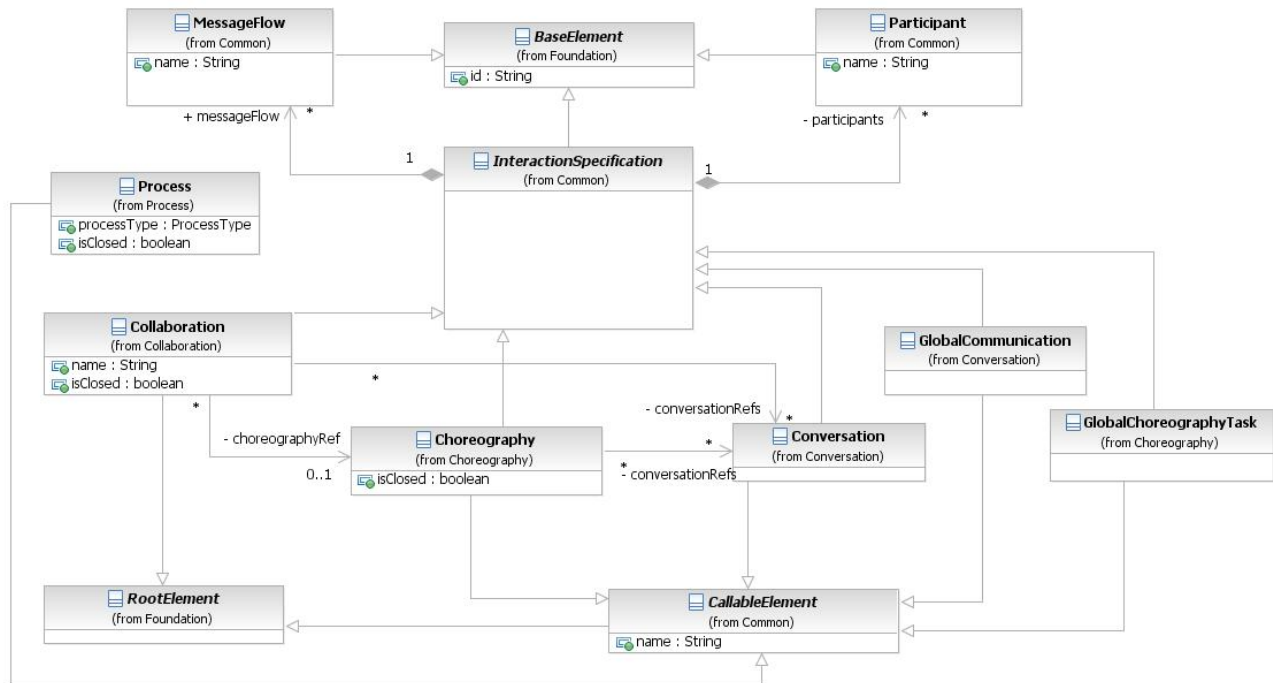 MessageFlow
(from Common)
name : String
BaseElement
(from Foundation)
id : String
Participant
(from Common)
name : String
+ messageFlow
*
- participants
*
1
InteractionSpecification
(from Common)
1
Process
(from Process)
processType : ProcessType
isClosed : boolean
Collaboration
(from Collaboration)
name : String
isClosed : boolean
GlobalCommunication
(from Conversation)
*
*
- choreographyRef
0..1
- conversationRefs
*
Choreography
(from Choreography)
isClosed : boolean
*
*
- conversationRefs
Conversation
(from Conversation)
GlobalChoreographyTask
(from Choreography)
RootElement
(from Foundation)
CallableElement
(from Common)
name : String